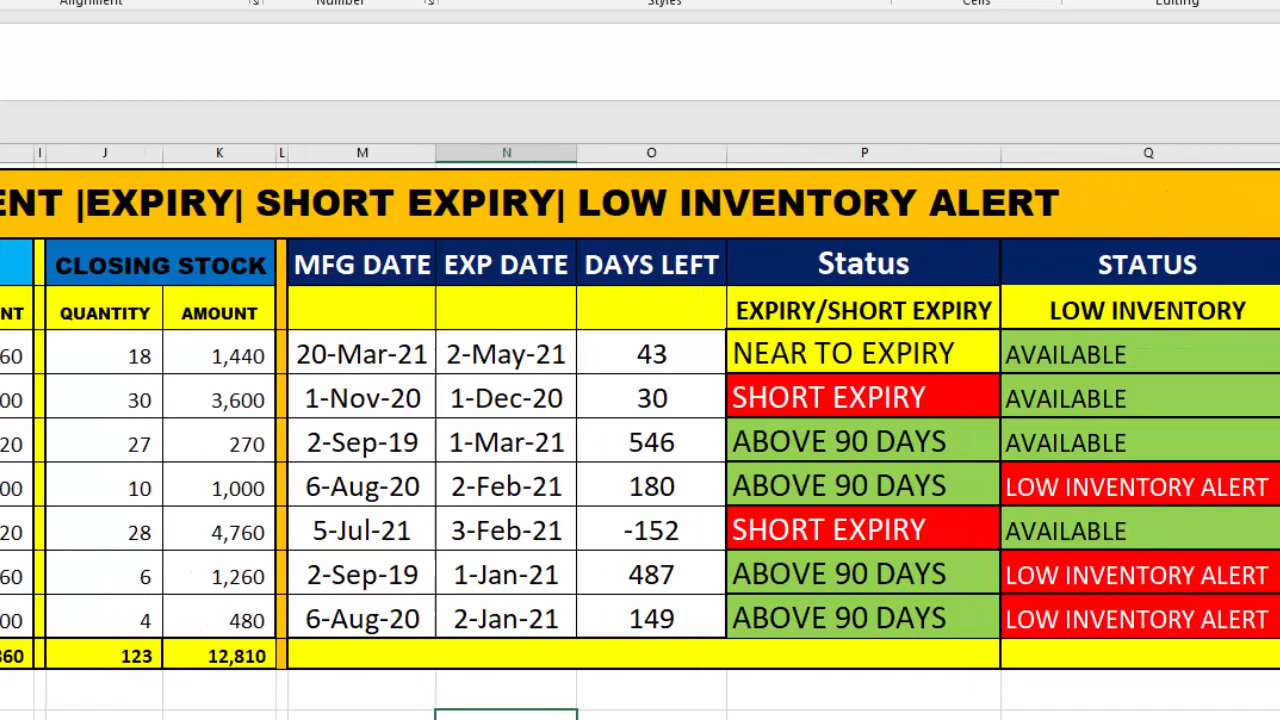 Alignment Number Styles Cells Editing
I J K L M N O P Q
ENT |EXPIRY| SHORT EXPIRY| LOW INVENTORY ALERT
CLOSING STOCK MFG DATE EXP DATE DAYS LEFT Status STATUS
NT QUANTITY AMOUNT EXPIRY/SHORT EXPIRY LOW INVENTORY
60 18 1,440 20-Mar-21 2-May-21 43 NEAR TO EXPIRY AVAILABLE
00 30 3,600 1-Nov-20 1-Dec-20 30 SHORT EXPIRY AVAILABLE
20 27 270 2-Sep-19 1-Mar-21 546 ABOVE 90 DAYS AVAILABLE
00 10 1,000 6-Aug-20 2-Feb-21 180 ABOVE 90 DAYS LOW INVENTORY ALERT
20 28 4,760 5-Jul-21 3-Feb-21 -152 SHORT EXPIRY AVAILABLE
60 6 1,260 2-Sep-19 1-Jan-21 487 ABOVE 90 DAYS LOW INVENTORY ALERT
00 4 480 6-Aug-20 2-Jan-21 149 ABOVE 90 DAYS LOW INVENTORY ALERT
360 123 12,810